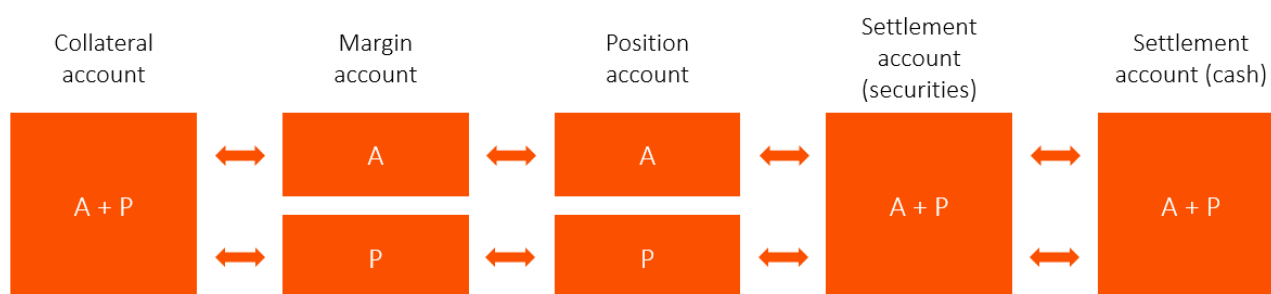 Collateral
account
Margin
account
Position
account
Settlement
account
(securities)
Settlement
account (cash)
A + P
A
P
A
P
A + P
A + P